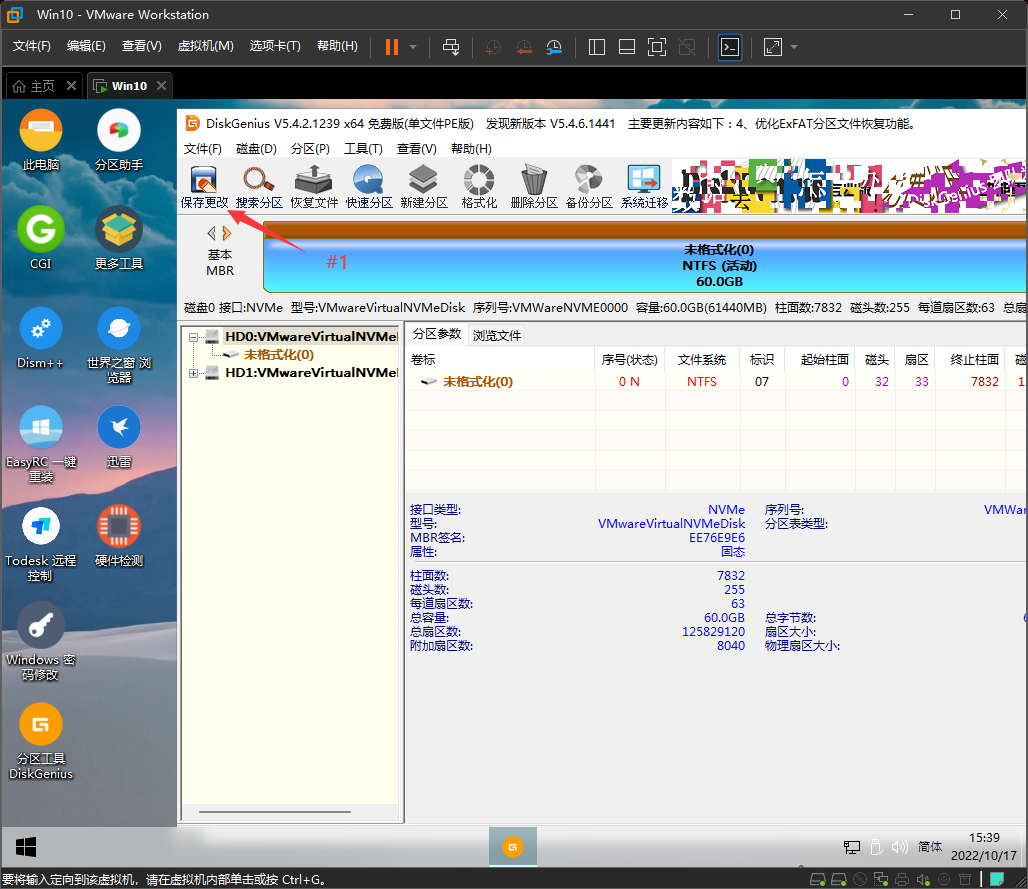 Win10 - VMware Workstation
文件(F) 编辑(E) 查看(V) 虚拟机(M) 选项卡(T) 帮助(H)
主页 Win10
此电脑
分区助手
CGI
更多工具
Dism++
世界之窗 浏
览器
EasyRC 一键
重装
迅雷
Todesk 远程
控制
硬件检测
Windows 密
码修改
分区工具
DiskGenius
DiskGenius V5.4.2.1239 x64 免费版(单文件PE版) 发现新版本 V5.4.6.1441 主要更新内容如下：4、优化ExFAT分区文件恢复功能。
文件(F) 磁盘(D) 分区(P) 工具(T) 查看(V) 帮助(H)
保存更改 搜索分区 恢复文件 快速分区 新建分区 格式化 删除分区 备份分区 系统迁移
#1
基本
MBR
未格式化(0)
NTFS (活动)
60.0GB
磁盘0 接口:NVMe 型号:VMwareVirtualNVMeDisk 序列号:VMWareNVME0000 容量:60.0GB(61440MB) 柱面数:7832 磁头数:255 每道扇区数:63 总扇
HD0:VMwareVirtualNVMe
未格式化(0)
HD1:VMwareVirtualNVMe
分区参数 浏览文件
卷标 序号(状态) 文件系统 标识 起始柱面 磁头 扇区 终止柱面 磁
未格式化(0) 0 N NTFS 07 0 32 33 7832 1
接口类型: NVMe 序列号: VMWar
型号: VMwareVirtualNVMeDisk 分区表类型:
MBR签名: EE76E9E6
属性: 固态
柱面数: 7832
磁头数: 255
每道扇区数: 63
总容量: 60.0GB 总字节数: 6
总扇区数: 125829120 扇区大小:
附加扇区数: 8040 物理扇区大小:
简体
15:39
2022/10/17
要将输入定向到该虚拟机，请在虚拟机内部单击或按 Ctrl+G。